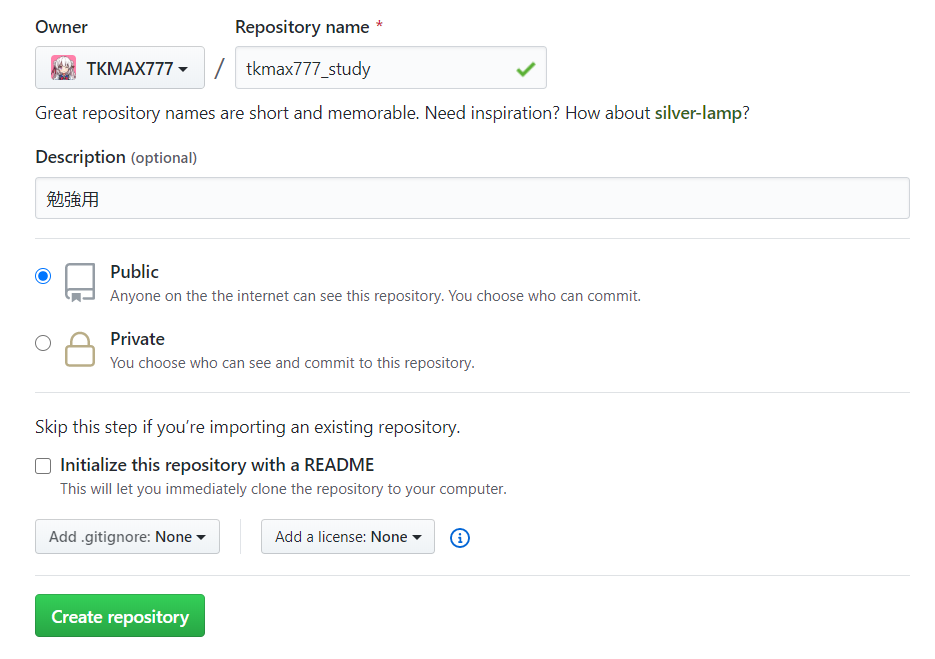 Owner Repository name *
TKMAX777 / tkmax777_study
Great repository names are short and memorable. Need inspiration? How about silver-lamp?
Description (optional)
勉強用
Public
Anyone on the the internet can see this repository. You choose who can commit.
Private
You choose who can see and commit to this repository.
Skip this step if you’re importing an existing repository.
Initialize this repository with a README
This will let you immediately clone the repository to your computer.
Add .gitignore: None Add a license: None
Create repository